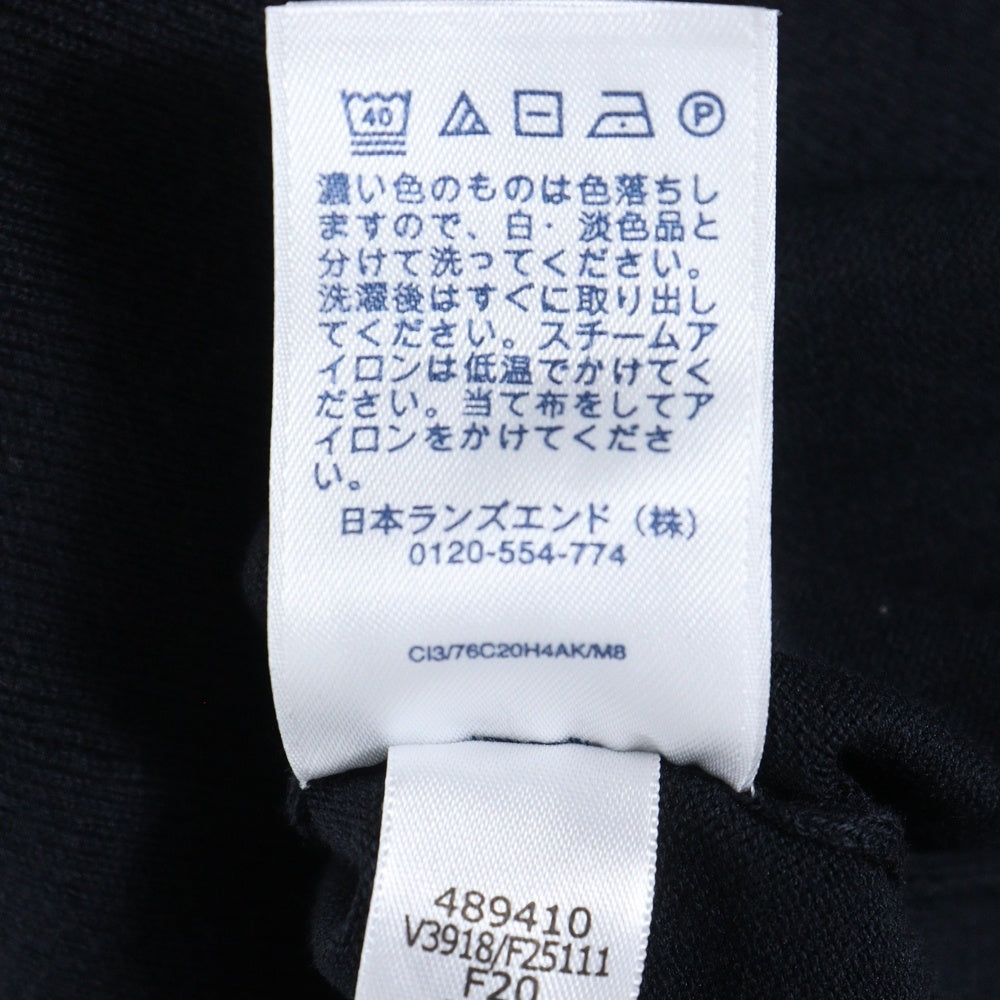 40 P
濃い色のものは色落ちし
ますので、白・淡色品と
分けて洗ってください。
洗濯後はすぐに取り出し
てください。スチームア
イロンは低温でかけてく
ださい。当て布をしてア
イロンをかけてくださ
い。
日本ランズエンド（株）
0120-554-774
CI3/76C20H4AK/M8
489410
V3918/F25111
F20